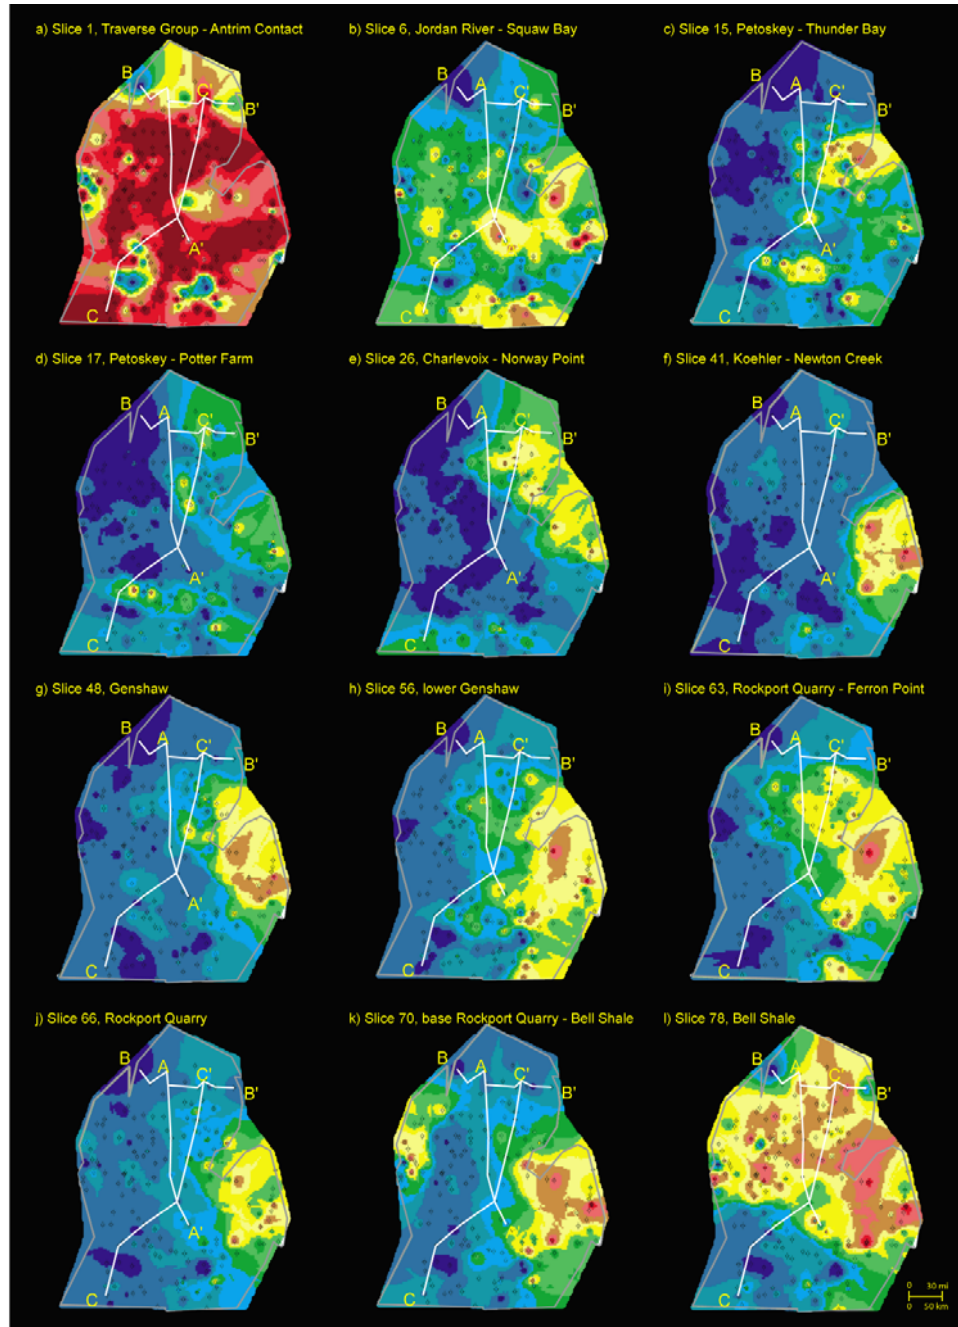 a) Slice 1, Traverse Group - Antrim Contact
b) Slice 6, Jordan River - Squaw Bay
c) Slice 15, Petoskey - Thunder Bay
B A C' B' A' C
B A C' B' A' C
B A C' B' A' C
d) Slice 17, Petoskey - Potter Farm
e) Slice 26, Charlevoix - Norway Point
f) Slice 41, Koehler - Newton Creek
B A C' B' A' C
B A C' B' A' C
B A C' B' A' C
g) Slice 48, Genshaw
h) Slice 56, lower Genshaw
i) Slice 63, Rockport Quarry - Ferron Point
B A C' B' A' C
B A C' B' C
B A C' B' C
j) Slice 66, Rockport Quarry
k) Slice 70, base Rockport Quarry - Bell Shale
l) Slice 78, Bell Shale
B A C' B' A' C
B A C' B' A' C
B A C' B' C
0 30 mi
0 50 km